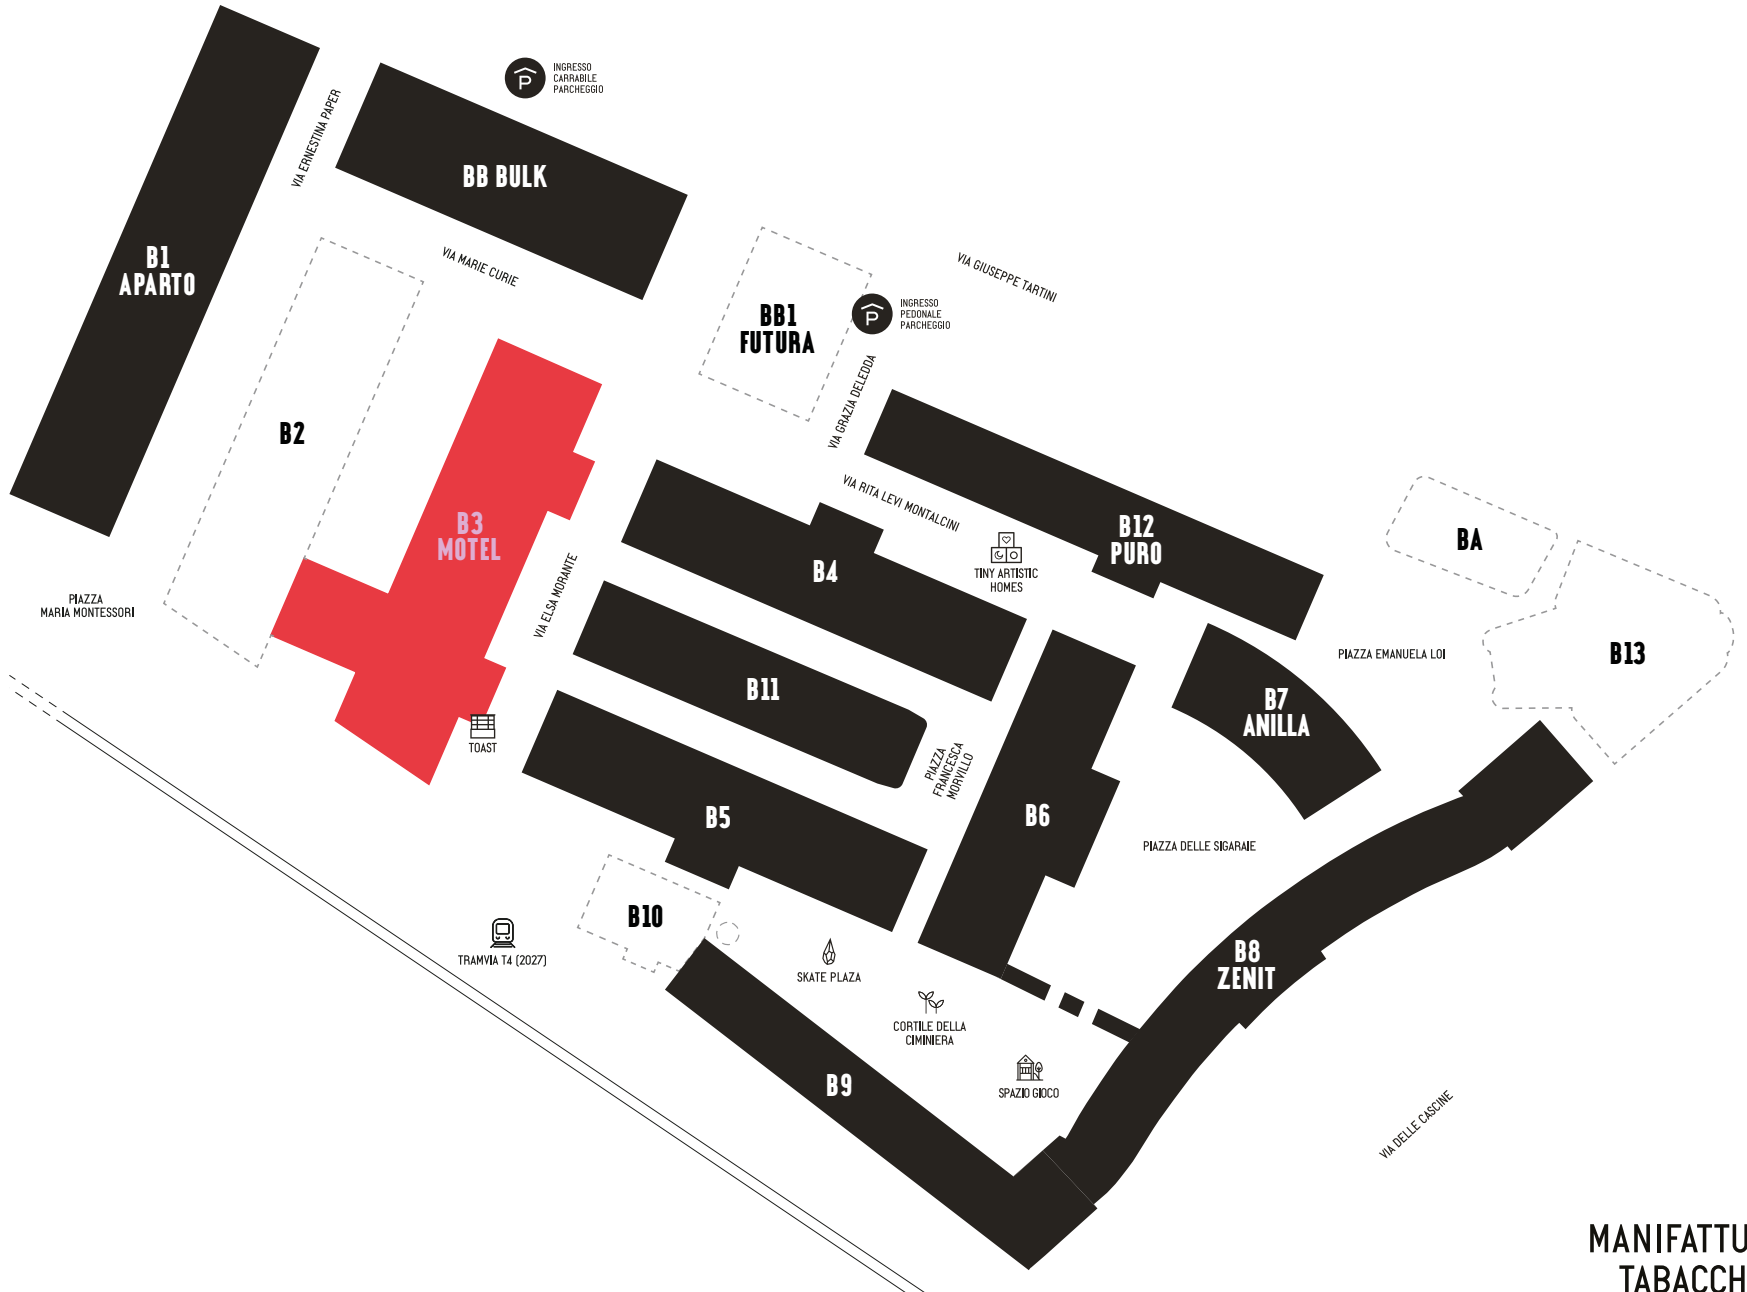 INGRESSO
CARRABILE
PARCHEGGIO
VIA ERNESTINA PAPER
BB BULK
B1
APARTO
VIA MARIE CURIE
VIA GIUSEPPE TARTINI
BB1
FUTURA
INGRESSO
PEDONALE
PARCHEGGIO
VIA GRAZIA DELEDDA
B2
B3
MOTEL
VIA RITA LEVI MONTALCINI
B12
PURO
BA
TINY ARTISTIC
HOMES
B4
VIA ELSA MORANTE
PIAZZA
MARIA MONTESSORI
PIAZZA EMANUELA LOI
B13
B11
B7
ANILLA
TOAST
PIAZZA
FRANCESCA
MORVILLO
B5
B6
PIAZZA DELLE SIGARAIE
B10
TRAMVIA T4 (2027)
SKATE PLAZA
B8
ZENIT
CORTILE DELLA
CIMINIERA
B9
SPAZIO GIOCO
VIA DELLE CASCINE
MANIFATTU
TABACCH